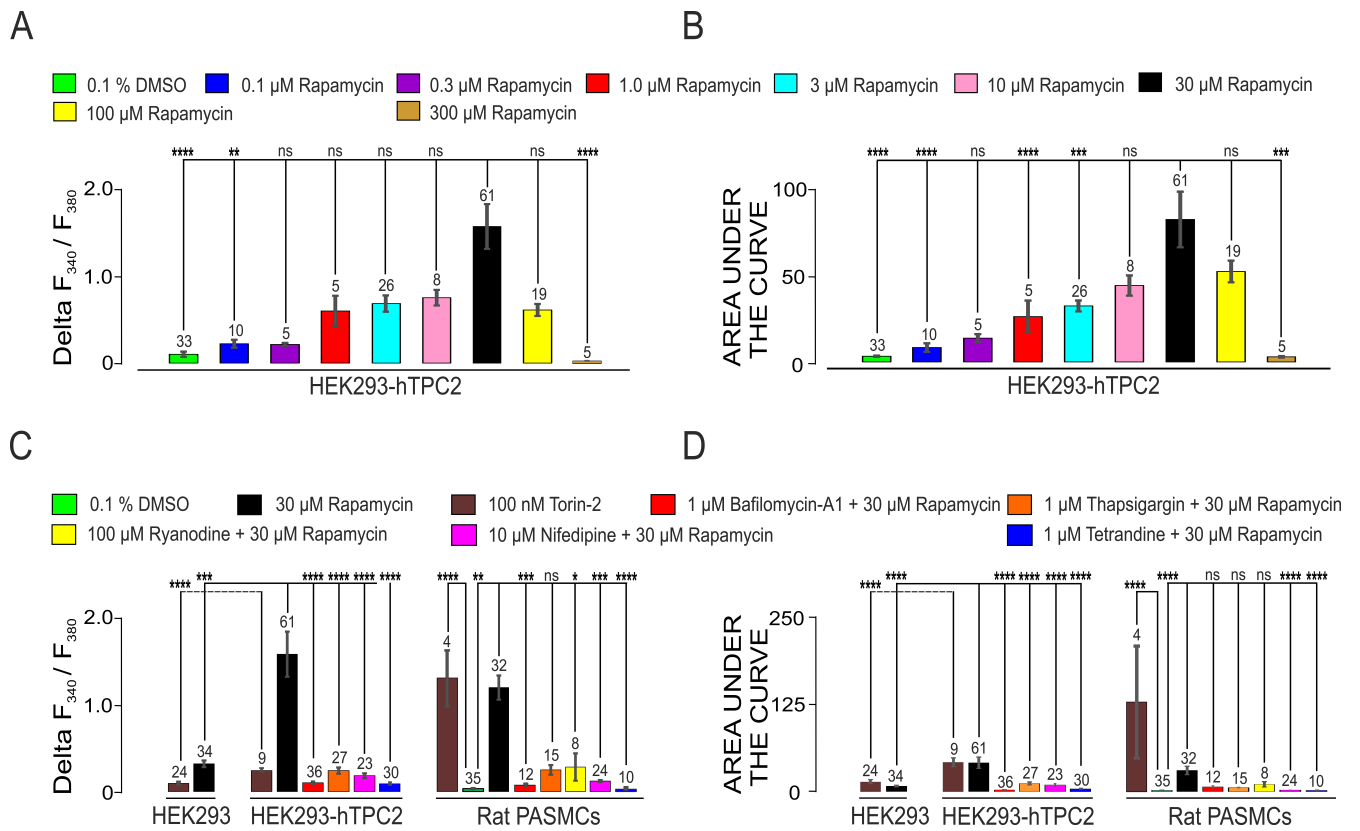 A
0.1 % DMSO 0.1 µM Rapamycin 0.3 µM Rapamycin 1.0 µM Rapamycin 3 µM Rapamycin 10 µM Rapamycin 30 µM Rapamycin
100 µM Rapamycin 300 µM Rapamycin
**** ** ns ns ns ns ns ****
Delta F340 / F380
2.0
1.0
0
33 10 5 5 26 8 61 19 5
HEK293-hTPC2
B
**** **** ns **** *** ns ns ***
AREA UNDER
THE CURVE
100
50
0
33 10 5 5 26 8 61 19 5
HEK293-hTPC2
C
0.1 % DMSO 30 µM Rapamycin 100 nM Torin-2 1 µM Bafilomycin-A1 + 30 µM Rapamycin 1 µM Thapsigargin + 30 µM Rapamycin
100 µM Ryanodine + 30 µM Rapamycin 10 µM Nifedipine + 30 µM Rapamycin 1 µM Tetrandine + 30 µM Rapamycin
**** *** **** **** **** **** **** ** *** ns * *** ****
Delta F340 / F380
2.0
1.0
0
24 34 9 61 36 27 23 30 4 35 32 12 15 8 24 10
HEK293 HEK293-hTPC2 Rat PASMCs
D
**** **** **** **** **** **** **** **** ns ns ns **** ****
AREA UNDER
THE CURVE
250
125
0
24 34 9 61 36 27 23 30 4 35 32 12 15 8 24 10
HEK293 HEK293-hTPC2 Rat PASMCs